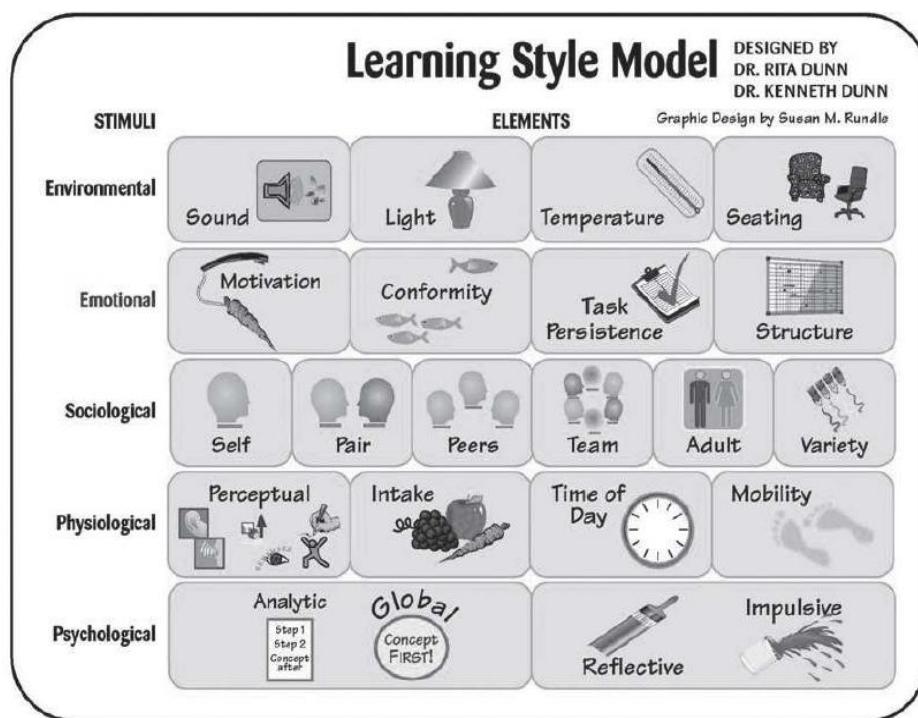 Learning Style Model
DESIGNED BY
DR. RITA DUNN
DR. KENNETH DUNN
Graphic Design by Susan M. Rundle
STIMULI
ELEMENTS
Environmental
Sound
Light
Temperature
Seating
Emotional
Motivation
Conformity
Task
Persistence
Structure
Sociological
Self
Pair
Peers
Team
Adult
Variety
Physiological
Perceptual
Intake
Time of
Day
Mobility
Psychological
Analytic
Step 1
Step 2
Concept
after
Global
Concept
FIRST!
Reflective
Impulsive